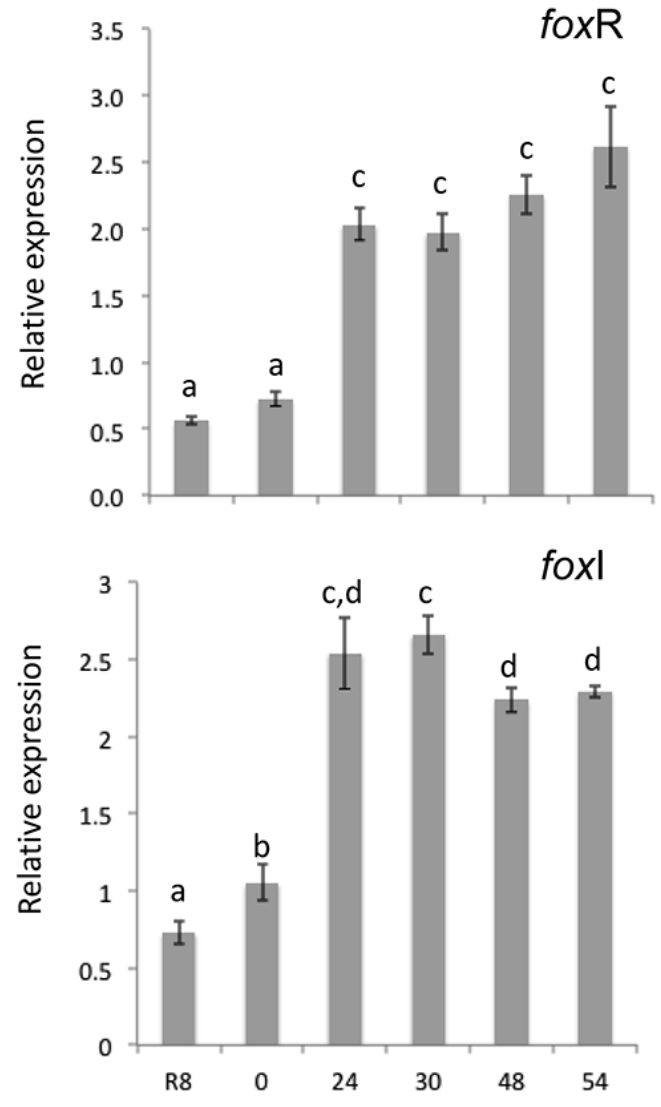 foxR
Relative expression
3.5
3.0
2.5
2.0
1.5
1.0
0.5
0.0
a
a
c
c
c
c
foxI
Relative expression
3
2.5
2
1.5
1
0.5
0
a
b
c,d
c
d
d
R8 0 24 30 48 54